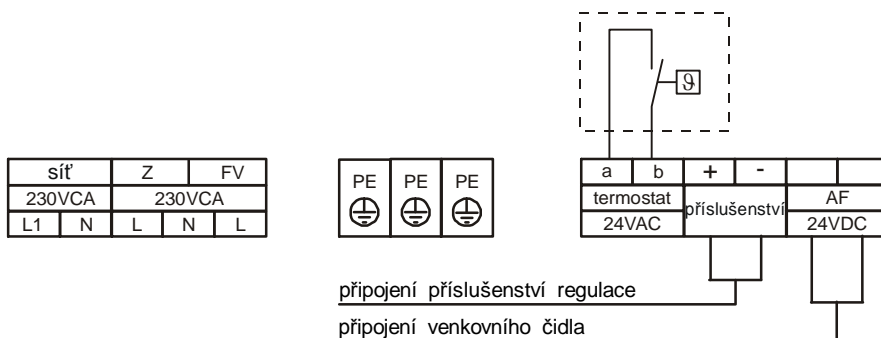 ϑ
síť Z FV
230VCA 230VCA
L1 N L N L
PE PE PE
a b + -
termostat příslušenství AF
24VAC 24VDC
připojení příslušenství regulace
připojení venkovního čidla